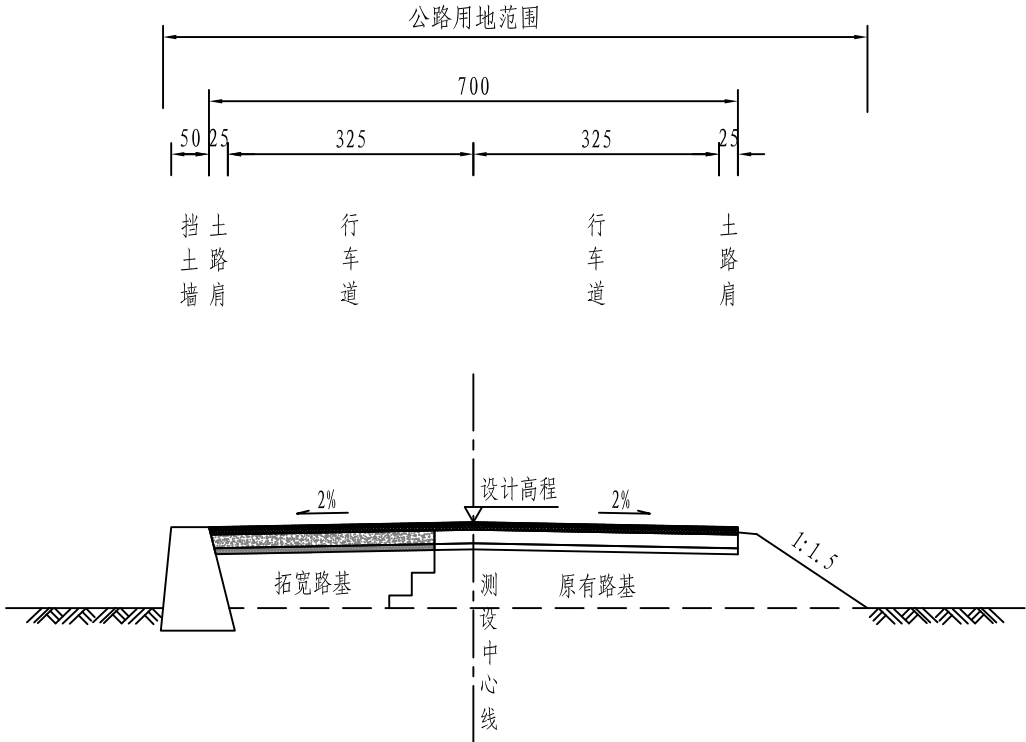 公路用地范围
700
50 25 325 325 25
挡土墙
土路肩
行车道
行车道
土路肩
2%
设计高程
2%
1:1.5
拓宽路基
原有路基
测设中心线